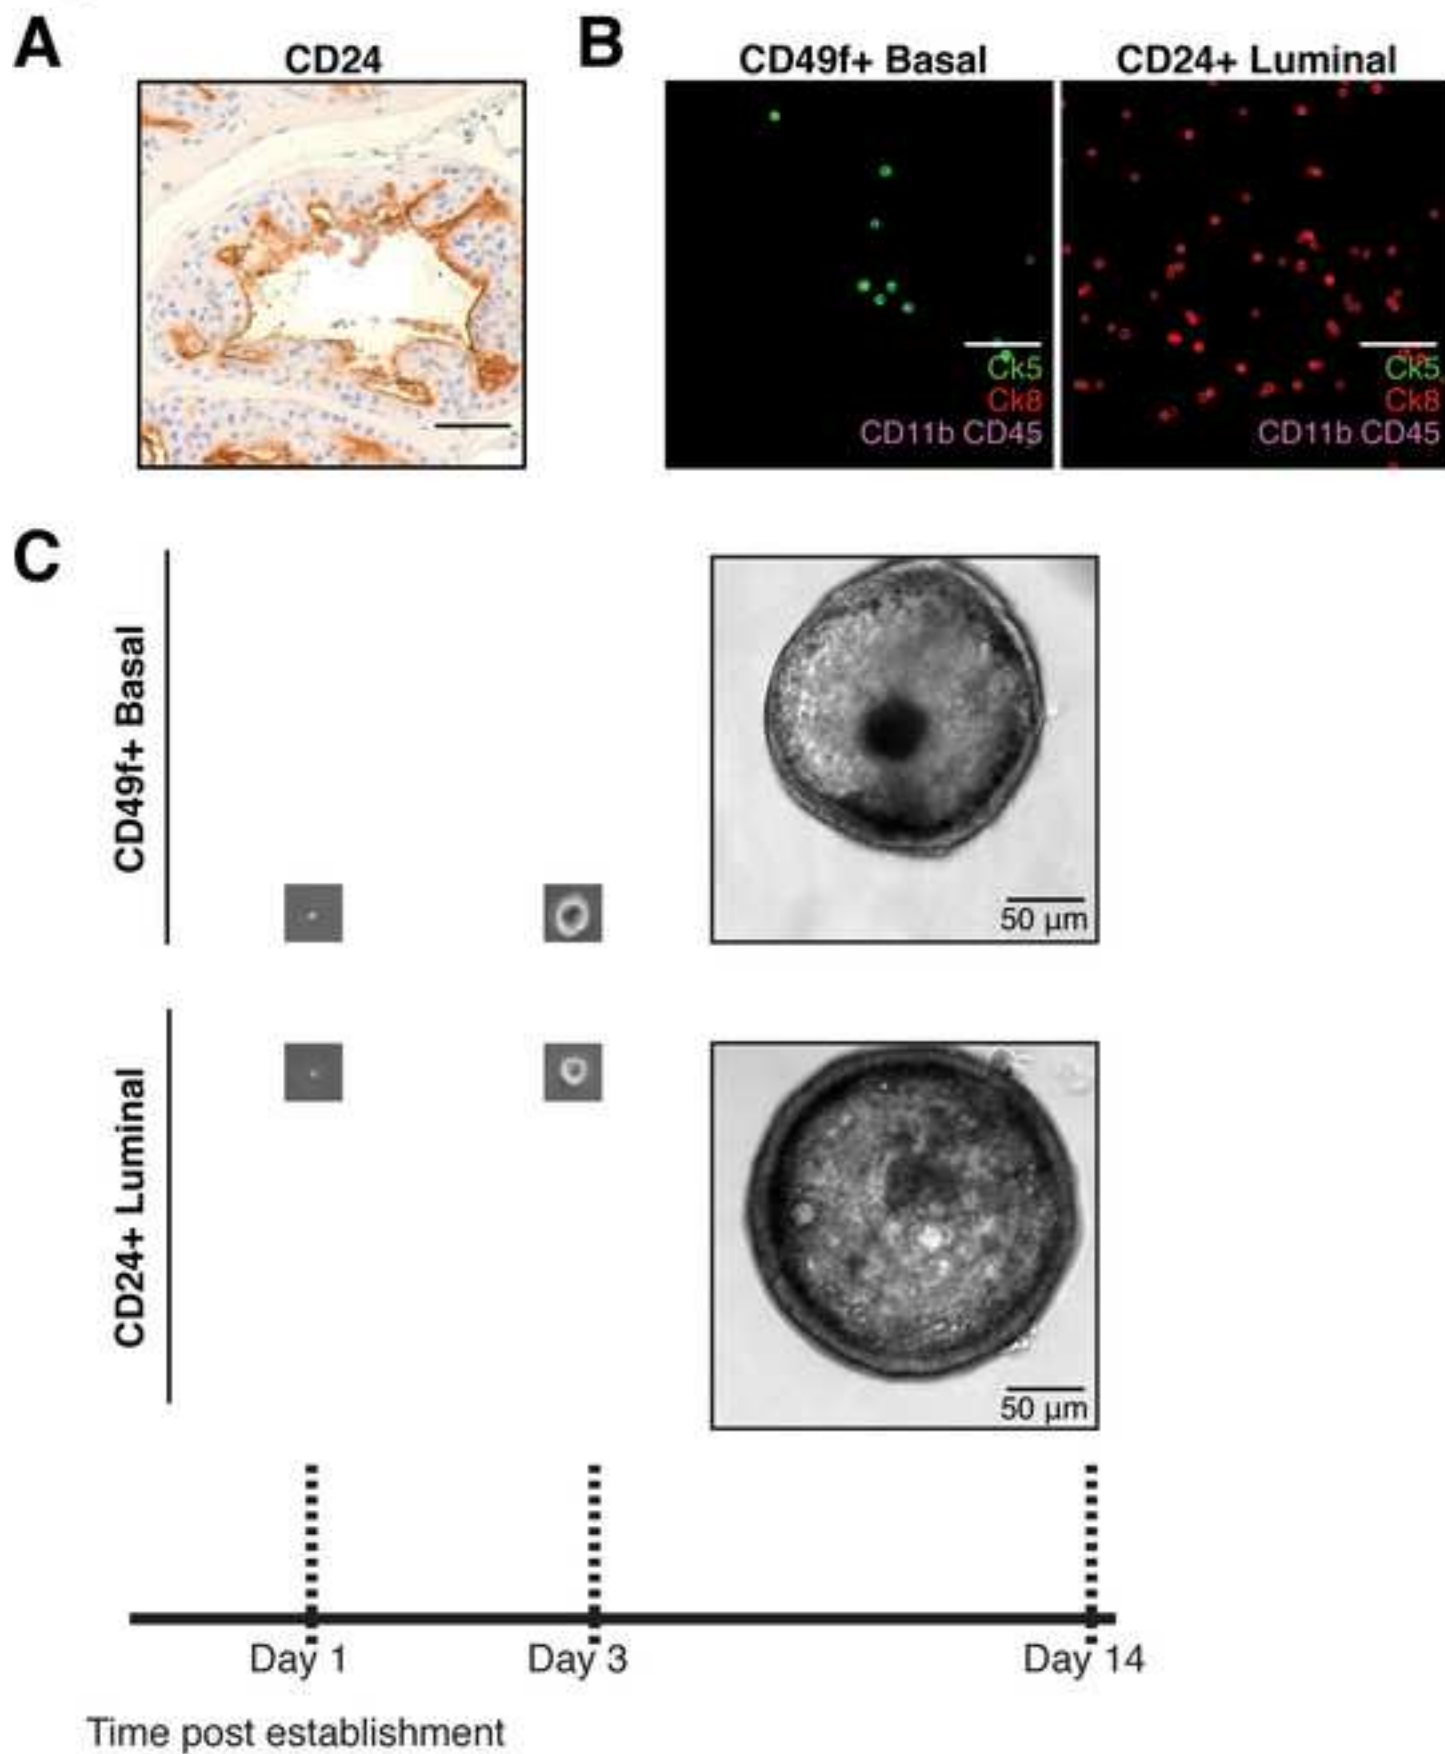 A
CD24
B
CD49f+ Basal
CD24+ Luminal
Ck5
Ck8
CD11b CD45
Ck5
Ck8
CD11b CD45
C
CD49f+ Basal
50 µm
CD24+ Luminal
50 µm
Day 1
Day 3
Day 14
Time post establishment